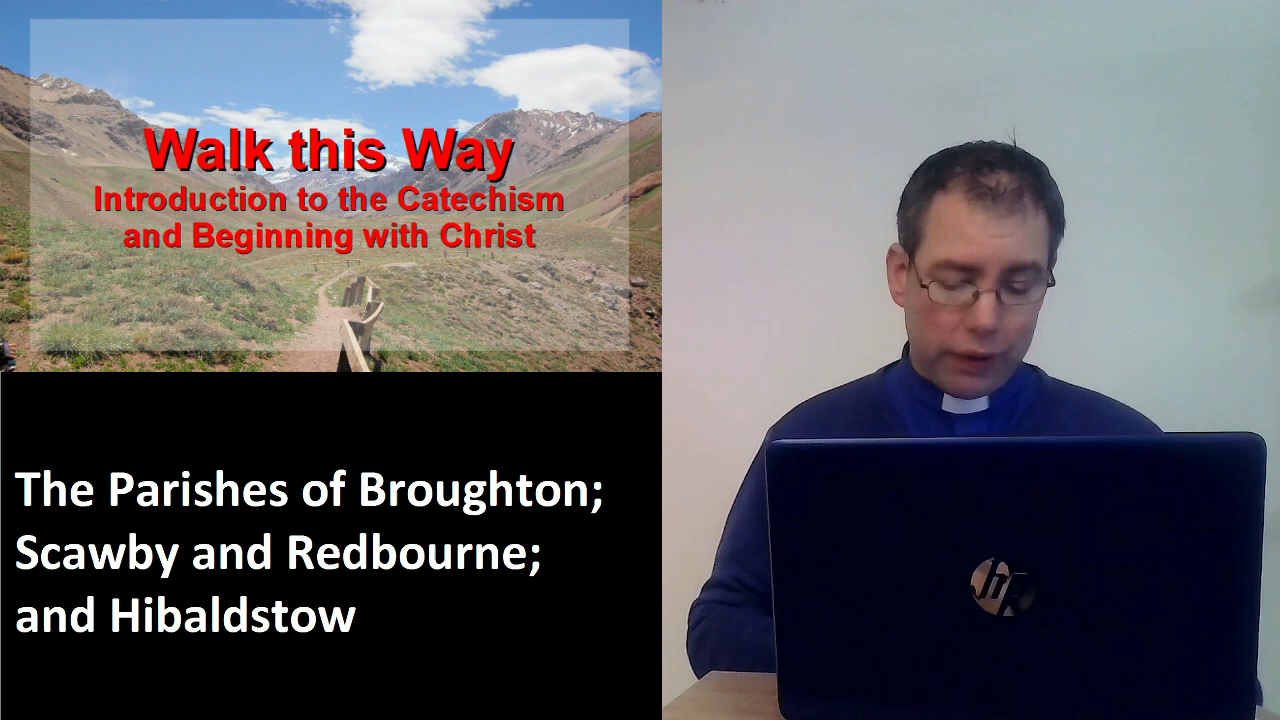 Walk this Way
Introduction to the Catechism
and Beginning with Christ
The Parishes of Broughton;
Scawby and Redbourne;
and Hibaldstow
hp